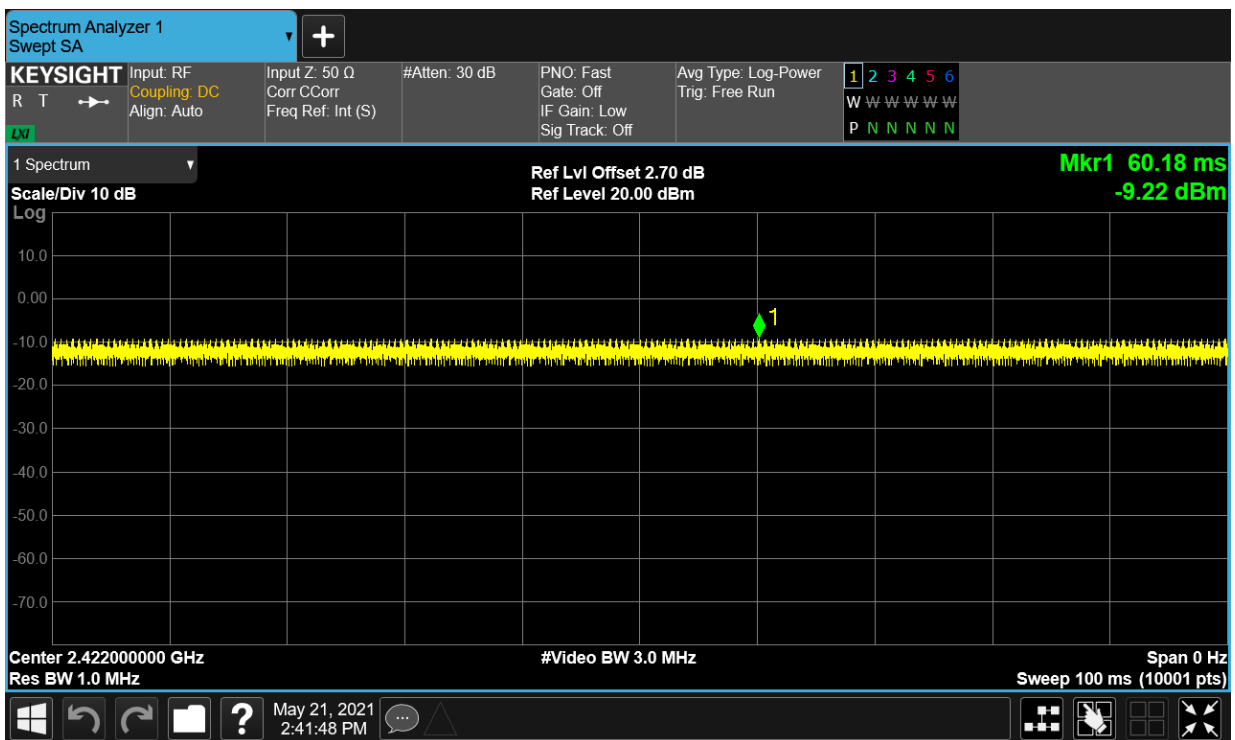 Spectrum Analyzer 1
Swept SA
▼
+
KEYSIGHT
R T
LXI
Input: RF
Coupling: DC
Align: Auto
Input Z: 50 Ω
Corr CCorr
Freq Ref: Int (S)
#Atten: 30 dB
PNO: Fast
Gate: Off
IF Gain: Low
Sig Track: Off
Avg Type: Log-Power
Trig: Free Run
1 2 3 4 5 6
W W W W W W
P N N N N N
1 Spectrum ▼
Scale/Div 10 dB
Ref Lvl Offset 2.70 dB
Ref Level 20.00 dBm
Mkr1 60.18 ms
-9.22 dBm
Log
10.0
0.00
1
-10.0
-20.0
-30.0
-40.0
-50.0
-60.0
-70.0
Center 2.422000000 GHz
Res BW 1.0 MHz
#Video BW 3.0 MHz
Span 0 Hz
Sweep 100 ms (10001 pts)
?
May 21, 2021
2:41:48 PM